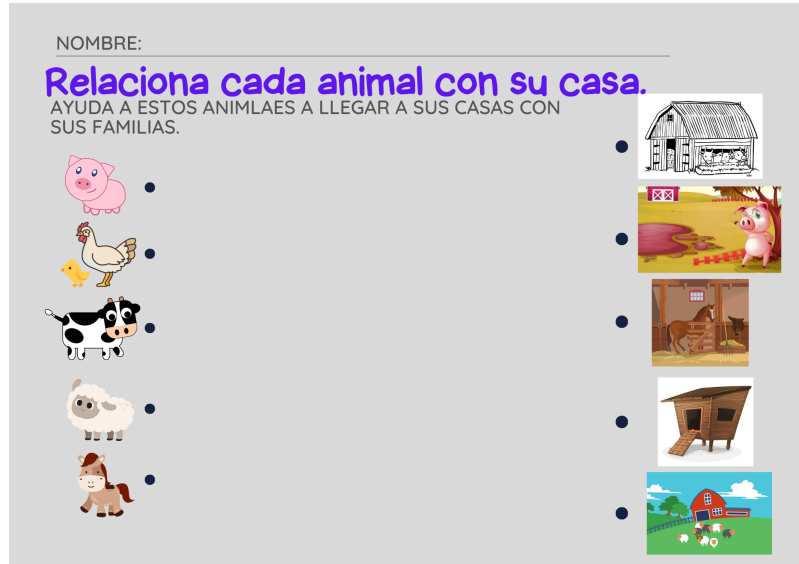 NOMBRE:
Relaciona cada animal con su casa.
AYUDA A ESTOS ANIMLAES A LLEGAR A SUS CASAS CON
SUS FAMILIAS.